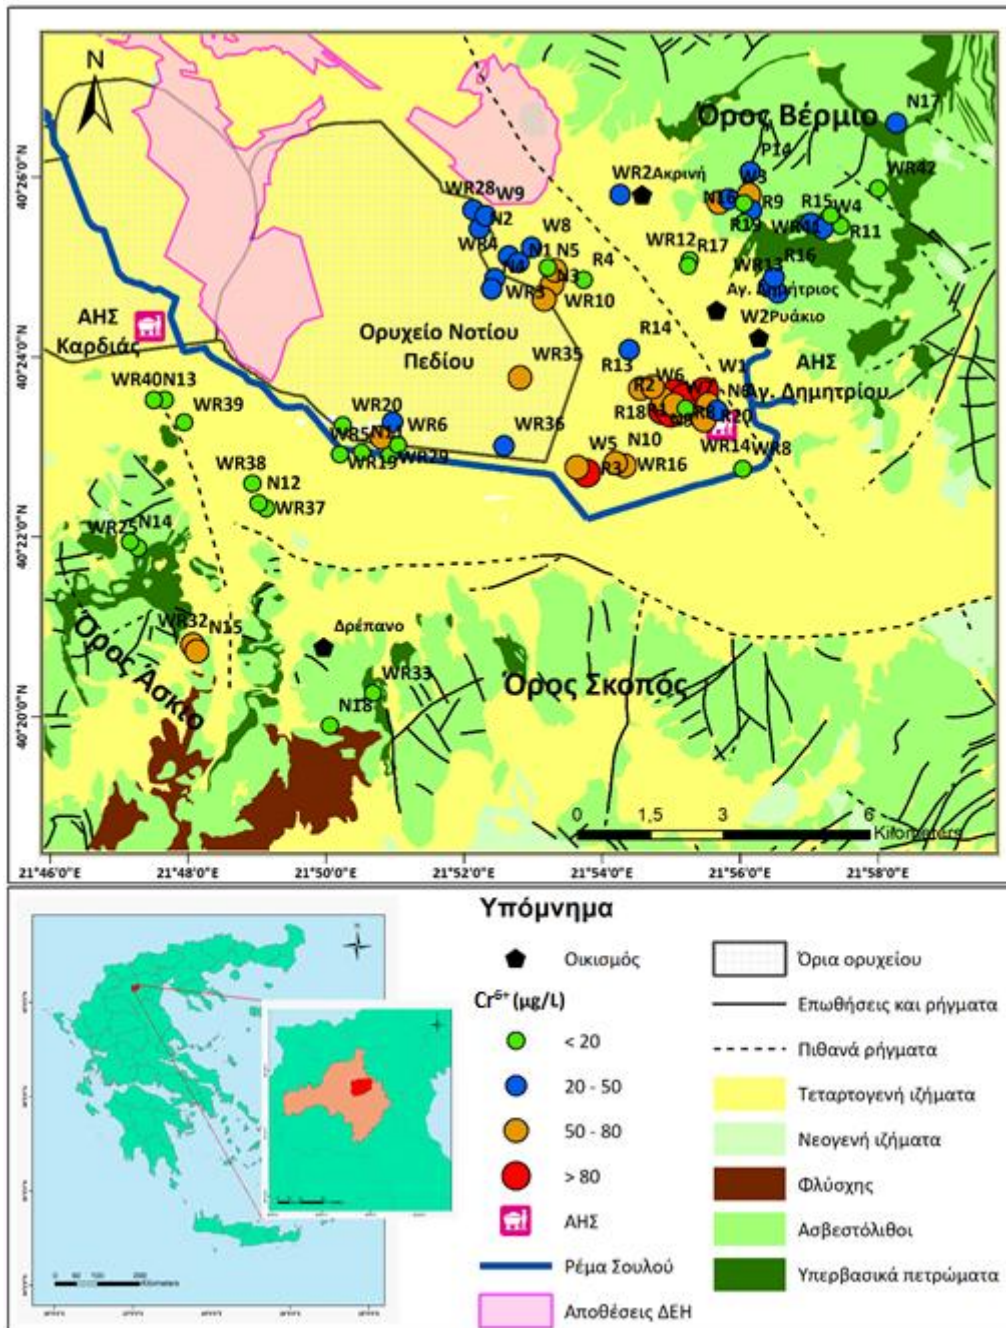 N
Όρος Βέρμιο
N17
P14
WR2 Ακρινή
W3
WR42
WR28
W9
N16
R9
R15
W4
N2
R19
WR41
R11
W8
WR4
N1
N5
R4
WR12
R17
R16
N4
N3
WR13
WR3
WR10
Αγ. Δημήτριος
ΑΗΣ
Καρδιάς
Ορυχείο Νοτίου
Πεδίου
W2 Ρυάκιο
R14
WR35
R13
W6
W1
ΑΗΣ
Αγ. Δημητρίου
WR40
N13
R2
WR39
WR20
WR6
WR36
R18
R1
R8
R20
WR5
WR19
WR29
W5
N10
WR14
WR8
R3
WR16
WR38
N12
WR37
WR25
N14
WR32
N15
Δρέπανο
Όρος Άσκιο
WR33
Όρος Σκοπός
N18
0 1,5 3 6
Kilometers
40°26'0"N
40°24'0"N
40°22'0"N
40°20'0"N
21°46'0"E 21°48'0"E 21°50'0"E 21°52'0"E 21°54'0"E 21°56'0"E 21°58'0"E
Υπόμνημα
Οικισμός
Cr⁶⁺ (μg/L)
< 20
20 - 50
50 - 80
> 80
ΑΗΣ
Ρέμα Σουλού
Αποθέσεις ΔΕΗ
Όρια ορυχείου
Επωθήσεις και ρήγματα
Πιθανά ρήγματα
Τεταρτογενή ιζήματα
Νεογενή ιζήματα
Φλύσχης
Ασβεστόλιθοι
Υπερβασικά πετρώματα